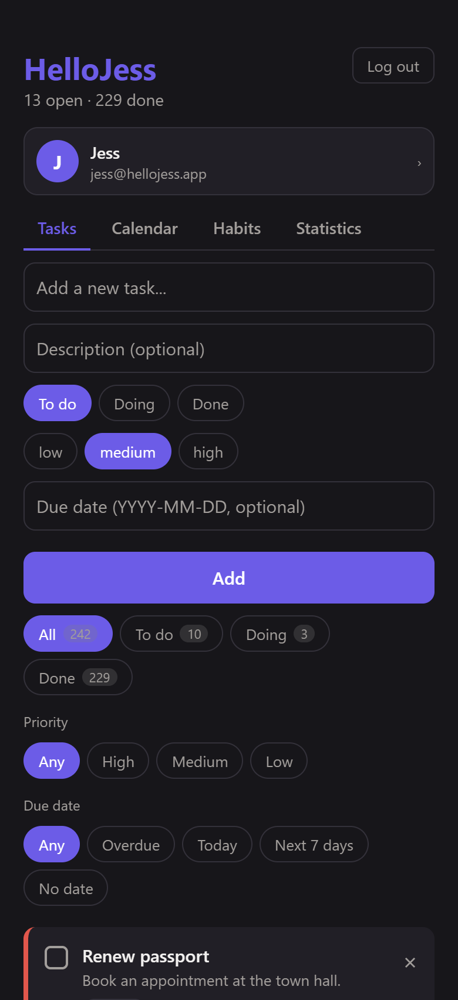 HelloJess
Log out
13 open · 229 done
J
Jess
jess@hellojess.app
›
Tasks Calendar Habits Statistics
Add a new task...
Description (optional)
To do Doing Done
low medium high
Due date (YYYY-MM-DD, optional)
Add
All 242 To do 10 Doing 3
Done 229
Priority
Any High Medium Low
Due date
Any Overdue Today Next 7 days
No date
Renew passport
×
Book an appointment at the town hall.